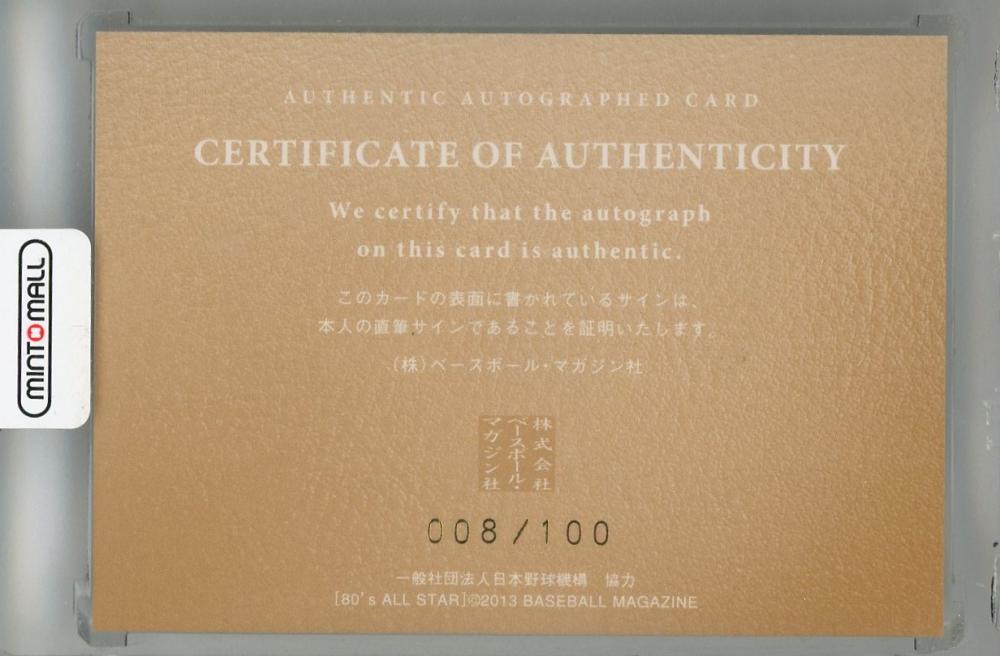 AUTHENTIC AUTOGRAPHED CARD
CERTIFICATE OF AUTHENTICITY
We certify that the autograph
on this card is authentic.
このカードの表面に書かれているサインは、
本人の直筆サインであることを証明いたします。
（株）ベースボール・マガジン社
株式会社
ベースボール・
マガジン社
008/100
一般社団法人日本野球機構　協力
[80's ALL STAR]©2013 BASEBALL MAGAZINE
MINTOMALL